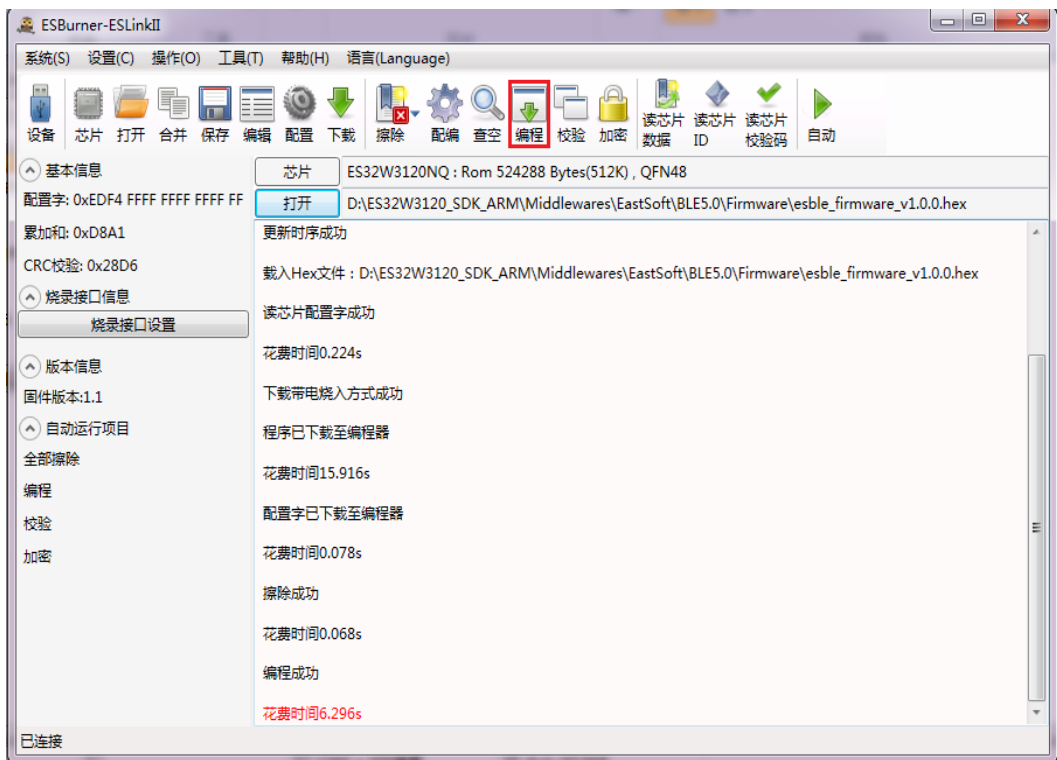 ESBurner-ESLinkII
系统(S) 设置(C) 操作(O) 工具(T) 帮助(H) 语言(Language)
设备 芯片 打开 合并 保存 编辑 配置 下载 擦除 配编 查空 编程 校验 加密 读芯片数据 读芯片ID 读芯片校验码 自动
基本信息
芯片 ES32W3120NQ : Rom 524288 Bytes(512K) , QFN48
配置字: 0xEDF4 FFFF FFFF FFFF FF
打开 D:\ES32W3120_SDK_ARM\Middlewares\EastSoft\BLE5.0\Firmware\esble_firmware_v1.0.0.hex
累加和: 0xD8A1
CRC校验: 0x28D6
烧录接口信息
烧录接口设置
版本信息
固件版本:1.1
自动运行项目
全部擦除
编程
校验
加密
更新时序成功
载入Hex文件：D:\ES32W3120_SDK_ARM\Middlewares\EastSoft\BLE5.0\Firmware\esble_firmware_v1.0.0.hex
读芯片配置字成功
花费时间0.224s
下载带电烧入方式成功
程序已下载至编程器
花费时间15.916s
配置字已下载至编程器
花费时间0.078s
擦除成功
花费时间0.068s
编程成功
花费时间6.296s
已连接